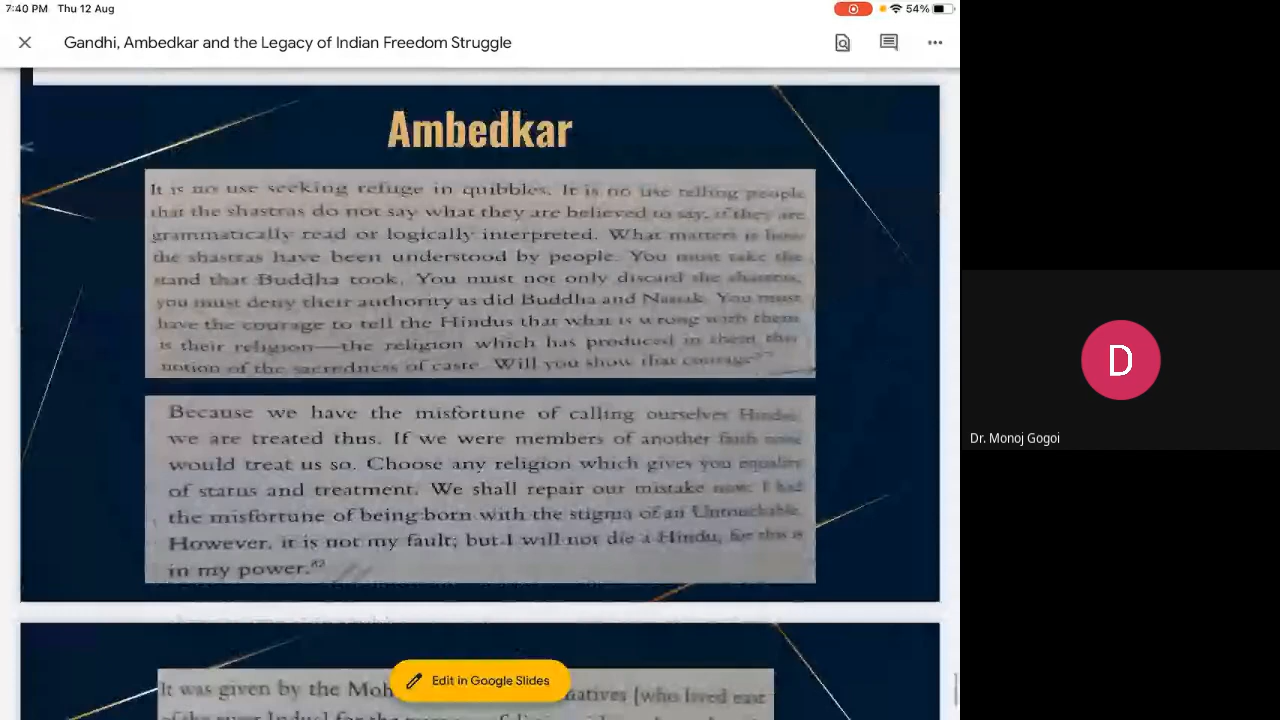 7:40 PM Thu 12 Aug
54%
Gandhi, Ambedkar and the Legacy of Indian Freedom Struggle
Ambedkar
It is no use seeking refuge in quibbles. It is no use telling people
that the shastras do not say what they are believed to say, if they are
grammatically read or logically interpreted. What matters is how
the shastras have been understood by people. You must take the
stand that Buddha took. You must not only discard the shastras,
you must deny their authority as did Buddha and Nanak. You must
have the courage to tell the Hindus that what is wrong with them
is their religion—the religion which has produced in them this
notion of the sacredness of caste. Will you show that courage?
Because we have the misfortune of calling ourselves Hindus,
we are treated thus. If we were members of another faith none
would treat us so. Choose any religion which gives you equality
of status and treatment. We shall repair our mistake now. I had
the misfortune of being born with the stigma of an Untouchable.
However, it is not my fault; but I will not die a Hindu, for this is
in my power.82
It was given by the Moh natives [who lived east
Edit in Google Slides
D
Dr. Monoj Gogoi